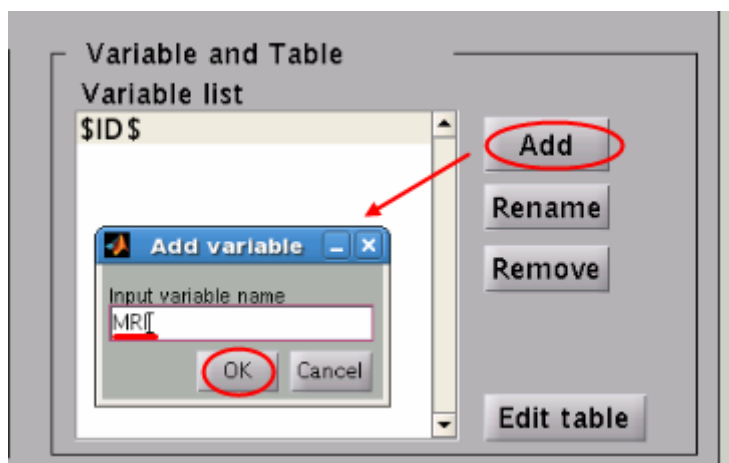 Variable and Table
Variable list
$ID$
Add
Rename
Remove
Add variable
Input variable name
MRI
OK
Cancel
Edit table